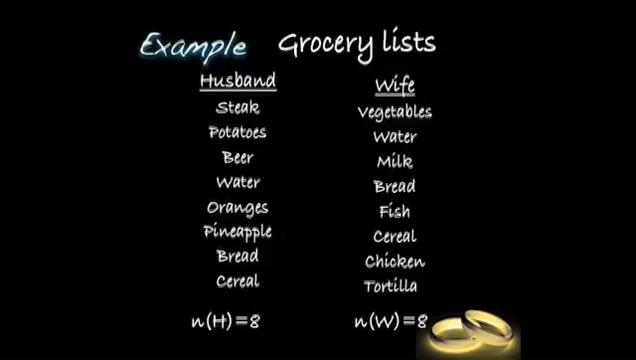 Example Grocery lists
Husband
Steak
Potatoes
Beer
Water
Oranges
Pineapple
Bread
Cereal
n(H)=8
Wife
Vegetables
Water
Milk
Bread
Fish
Cereal
Chicken
Tortilla
n(W)=8